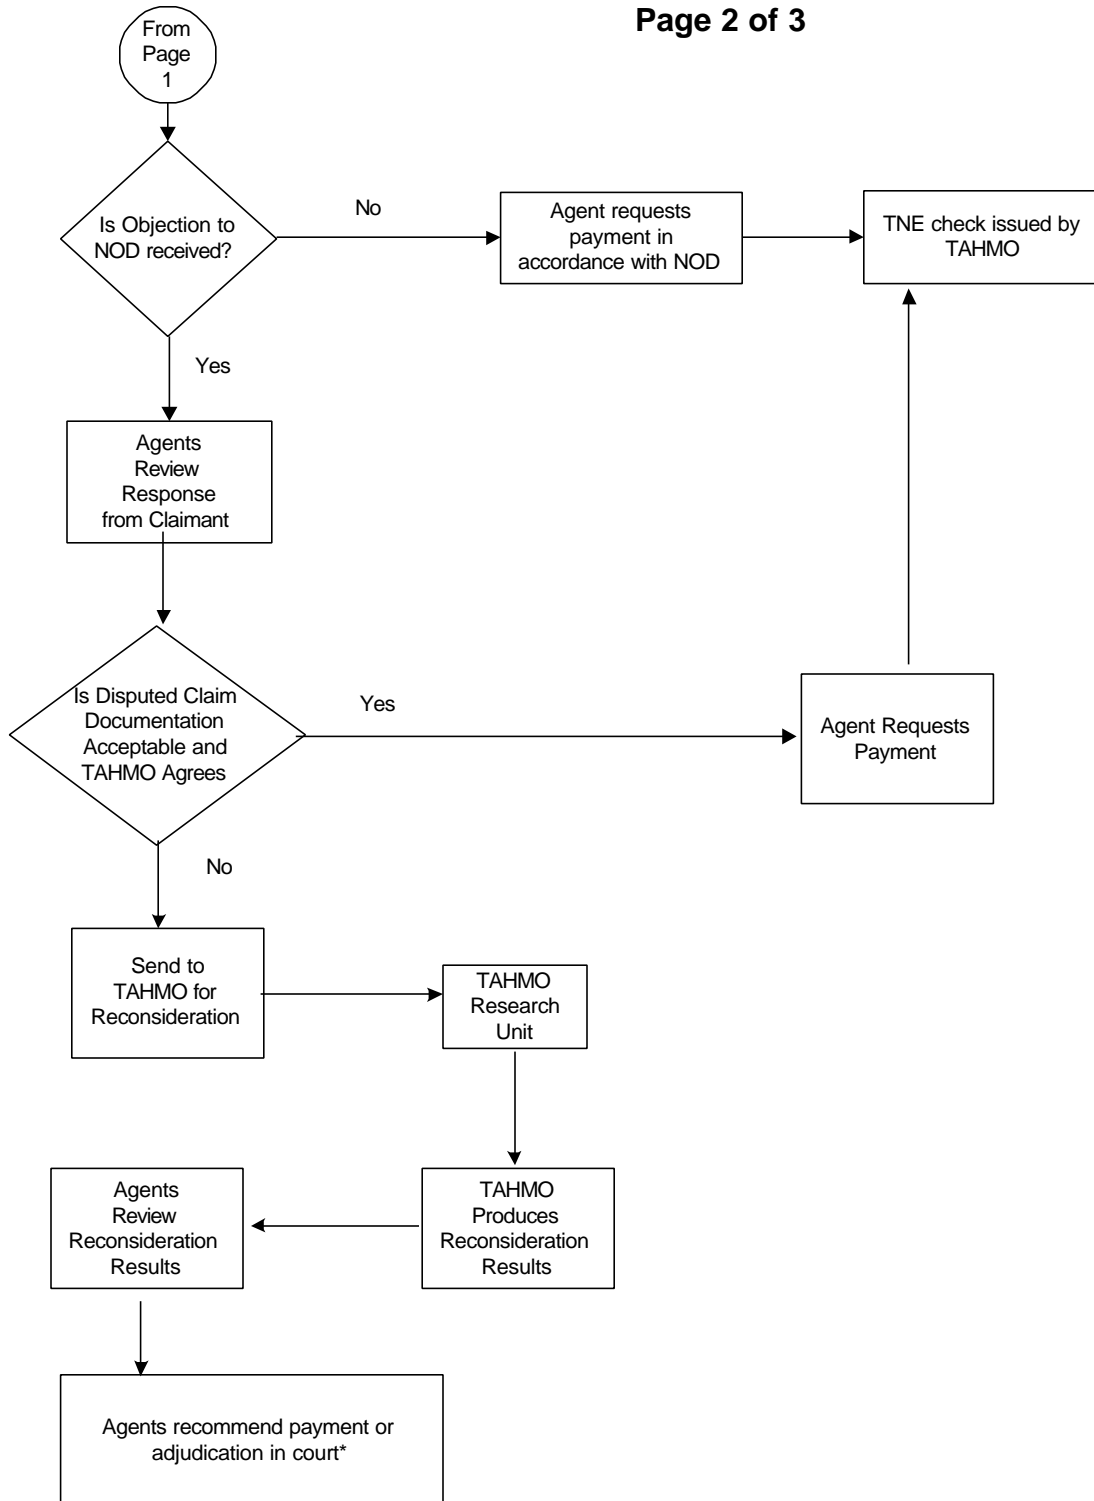 Page 2 of 3
From
Page
1
Is Objection to
NOD received?
No
Agent requests
payment in
accordance with NOD
TNE check issued by
TAHMO
Yes
Agents
Review
Response
from Claimant
Is Disputed Claim
Documentation
Acceptable and
TAHMO Agrees
Yes
Agent Requests
Payment
No
Send to
TAHMO for
Reconsideration
TAHMO
Research
Unit
Agents
Review
Reconsideration
Results
TAHMO
Produces
Reconsideration
Results
Agents recommend payment or
adjudication in court*